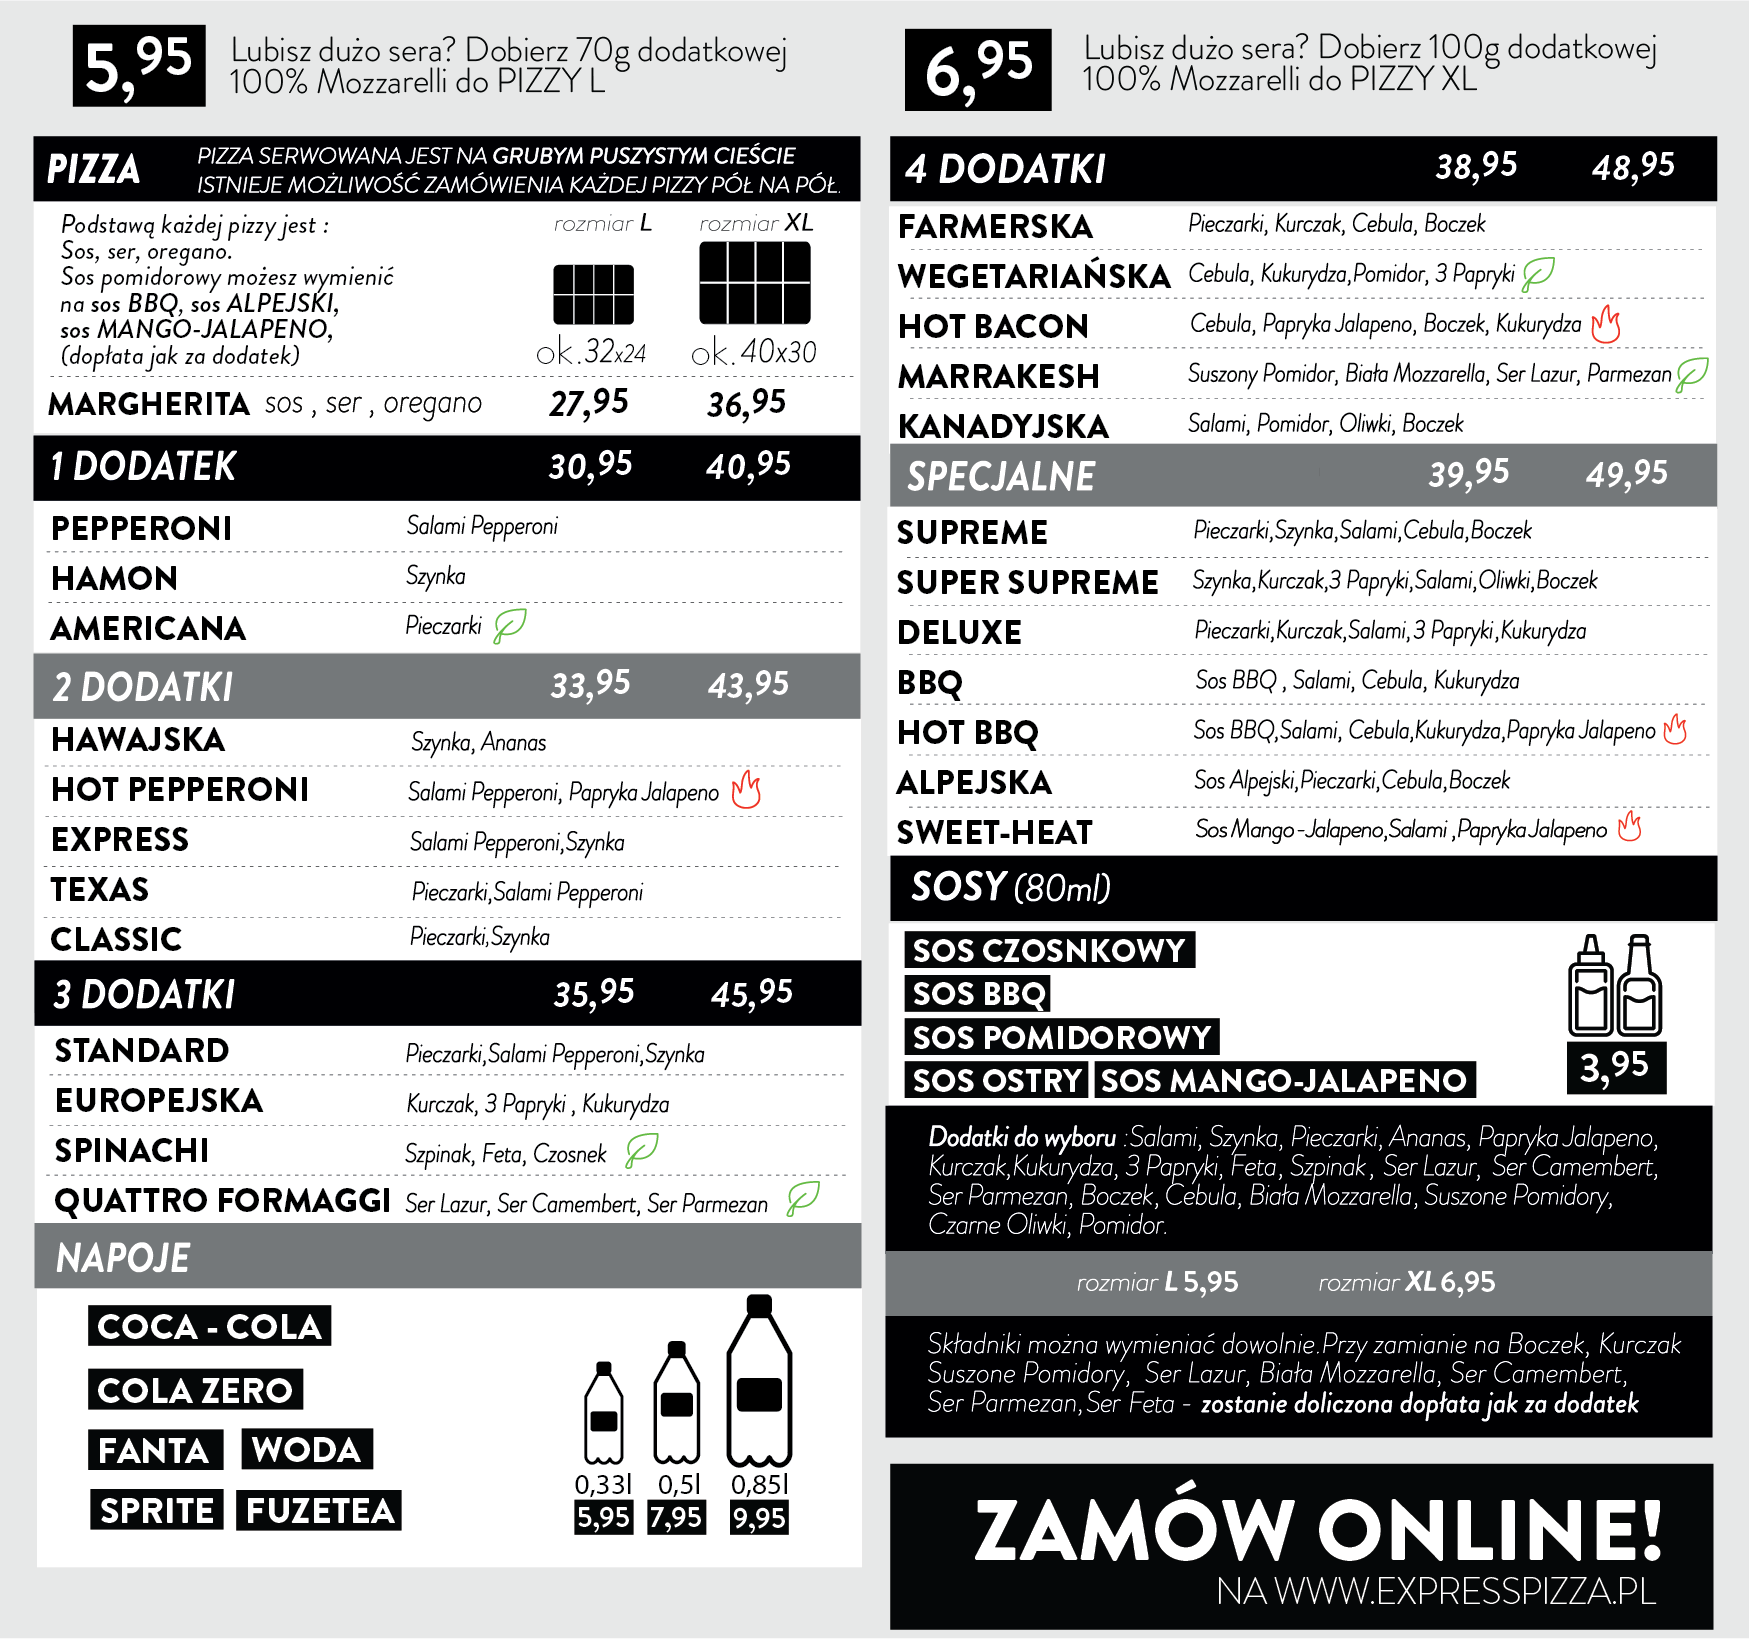 5,95 Lubisz dużo sera? Dobierz 70g dodatkowej
100% Mozzarelli do PIZZY L
PIZZA PIZZA SERWOWANA JEST NA GRUBYM PUSZYSTYM CIEŚCIE
ISTNIEJE MOŻLIWOŚĆ ZAMÓWIENIA KAŻDEJ PIZZY PÓŁ NA PÓŁ.
Podstawą każdej pizzy jest : rozmiar L rozmiar XL
Sos, ser, oregano.
Sos pomidorowy możesz wymienić
na sos BBQ, sos ALPEJSKI,
sos MANGO-JALAPENO,
(dopłata jak za dodatek) ok.32x24 ok.40x30
MARGHERITA sos , ser , oregano 27,95 36,95
1 DODATEK 30,95 40,95
PEPPERONI Salami Pepperoni
HAMON Szynka
AMERICANA Pieczarki
2 DODATKI 33,95 43,95
HAWAJSKA Szynka, Ananas
HOT PEPPERONI Salami Pepperoni, Papryka Jalapeno
EXPRESS Salami Pepperoni,Szynka
TEXAS Pieczarki,Salami Pepperoni
CLASSIC Pieczarki,Szynka
3 DODATKI 35,95 45,95
STANDARD Pieczarki,Salami Pepperoni,Szynka
EUROPEJSKA Kurczak, 3 Papryki , Kukurydza
SPINACHI Szpinak, Feta, Czosnek
QUATTRO FORMAGGI Ser Lazur, Ser Camembert, Ser Parmezan
NAPOJE
COCA - COLA
COLA ZERO
FANTA WODA
SPRITE FUZETEA
0,33l 0,5l 0,85l
5,95 7,95 9,95
6,95 Lubisz dużo sera? Dobierz 100g dodatkowej
100% Mozzarelli do PIZZY XL
4 DODATKI 38,95 48,95
FARMERSKA Pieczarki, Kurczak, Cebula, Boczek
WEGETARIAŃSKA Cebula, Kukurydza,Pomidor, 3 Papryki
HOT BACON Cebula, Papryka Jalapeno, Boczek, Kukurydza
MARRAKESH Suszony Pomidor, Biała Mozzarella, Ser Lazur, Parmezan
KANADYJSKA Salami, Pomidor, Oliwki, Boczek
SPECJALNE 39,95 49,95
SUPREME Pieczarki,Szynka,Salami,Cebula,Boczek
SUPER SUPREME Szynka,Kurczak,3 Papryki,Salami,Oliwki,Boczek
DELUXE Pieczarki,Kurczak,Salami,3 Papryki,Kukurydza
BBQ Sos BBQ , Salami, Cebula, Kukurydza
HOT BBQ Sos BBQ,Salami, Cebula,Kukurydza,Papryka Jalapeno
ALPEJSKA Sos Alpejski,Pieczarki,Cebula,Boczek
SWEET-HEAT Sos Mango-Jalapeno,Salami ,Papryka Jalapeno
SOSY (80ml)
SOS CZOSNKOWY
SOS BBQ
SOS POMIDOROWY
SOS OSTRY SOS MANGO-JALAPENO
3,95
Dodatki do wyboru :Salami, Szynka, Pieczarki, Ananas, Papryka Jalapeno,
Kurczak,Kukurydza, 3 Papryki, Feta, Szpinak, Ser Lazur, Ser Camembert,
Ser Parmezan, Boczek, Cebula, Biała Mozzarella, Suszone Pomidory,
Czarne Oliwki, Pomidor.
rozmiar L 5,95 rozmiar XL 6,95
Składniki można wymieniać dowolnie.Przy zamianie na Boczek, Kurczak
Suszone Pomidory, Ser Lazur, Biała Mozzarella, Ser Camembert,
Ser Parmezan,Ser Feta - zostanie doliczona dopłata jak za dodatek
ZAMÓW ONLINE!
NA WWW.EXPRESSPIZZA.PL